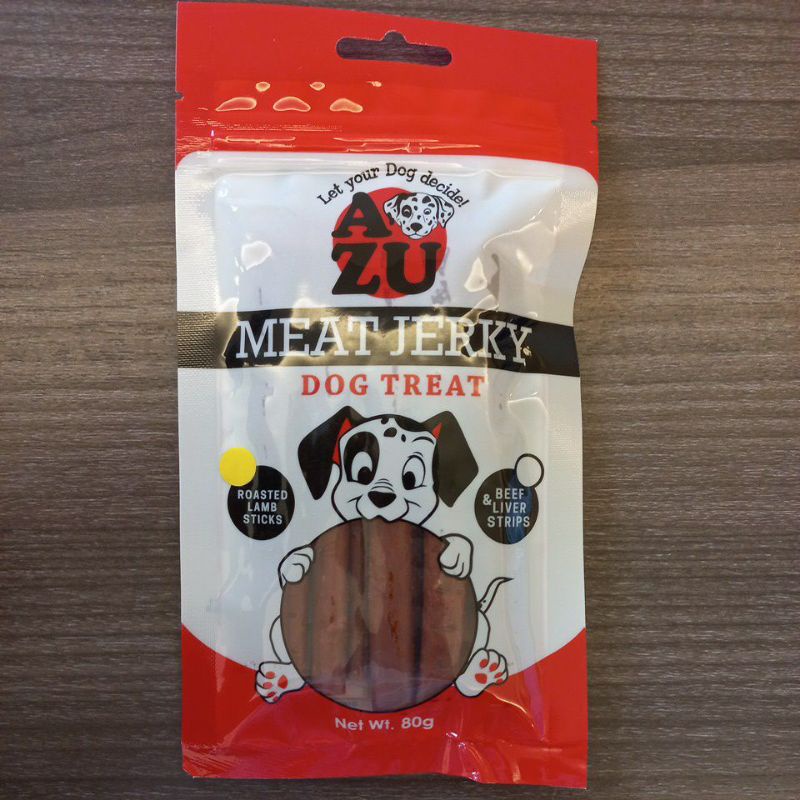 Let your Dog decide!
AZU
MEAT JERKY
DOG TREAT
ROASTED
LAMB
STICKS
BEEF
& LIVER
STRIPS
Net Wt. 80g